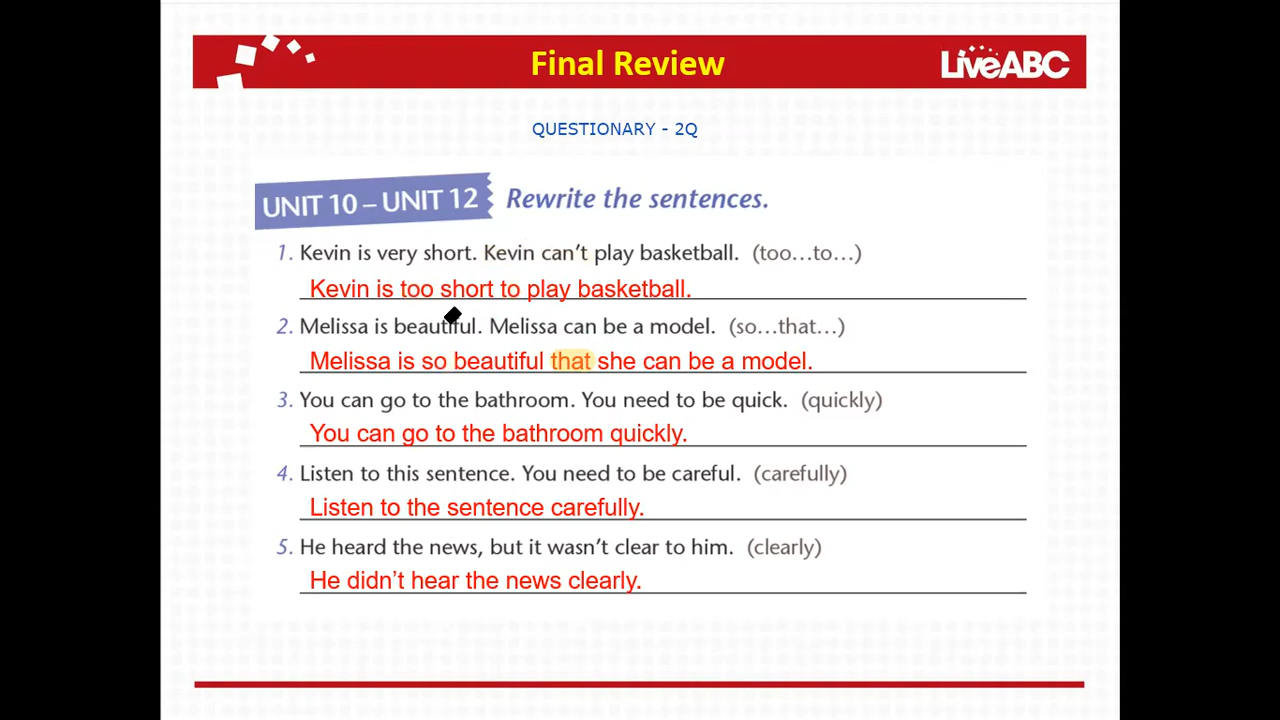 Final Review
LiveABC
QUESTIONARY - 2Q
UNIT 10 – UNIT 12 Rewrite the sentences.
1. Kevin is very short. Kevin can't play basketball. (too…to…)
Kevin is too short to play basketball.
2. Melissa is beautiful. Melissa can be a model. (so…that…)
Melissa is so beautiful that she can be a model.
3. You can go to the bathroom. You need to be quick. (quickly)
You can go to the bathroom quickly.
4. Listen to this sentence. You need to be careful. (carefully)
Listen to the sentence carefully.
5. He heard the news, but it wasn't clear to him. (clearly)
He didn't hear the news clearly.